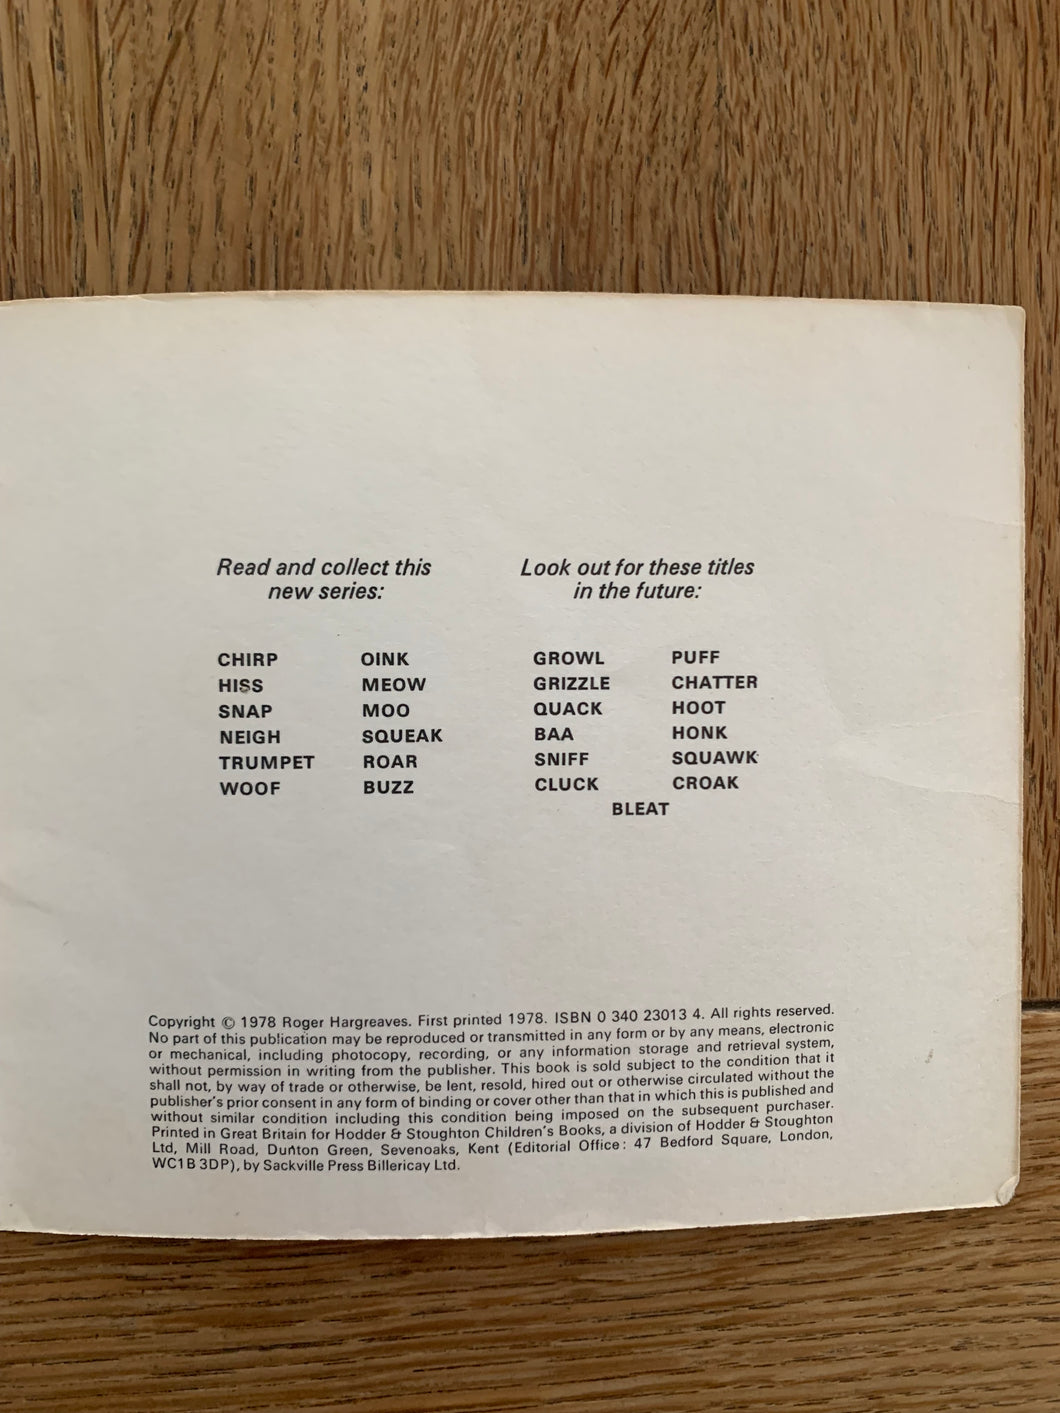 Read and collect this
new series:
CHIRP OINK
HISS MEOW
SNAP MOO
NEIGH SQUEAK
TRUMPET ROAR
WOOF BUZZ
Look out for these titles
in the future:
GROWL PUFF
GRIZZLE CHATTER
QUACK HOOT
BAA HONK
SNIFF SQUAWK
CLUCK CROAK
BLEAT
Copyright © 1978 Roger Hargreaves. First printed 1978. ISBN 0 340 23013 4. All rights reserved.
No part of this publication may be reproduced or transmitted in any form or by any means, electronic
or mechanical, including photocopy, recording, or any information storage and retrieval system,
without permission in writing from the publisher. This book is sold subject to the condition that it
shall not, by way of trade or otherwise, be lent, resold, hired out or otherwise circulated without the
publisher's prior consent in any form of binding or cover other than that in which this is published and
without similar condition including this condition being imposed on the subsequent purchaser.
Printed in Great Britain for Hodder & Stoughton Children's Books, a division of Hodder & Stoughton
Ltd, Mill Road, Dunton Green, Sevenoaks, Kent (Editorial Office: 47 Bedford Square, London,
WC1B 3DP), by Sackville Press Billericay Ltd.